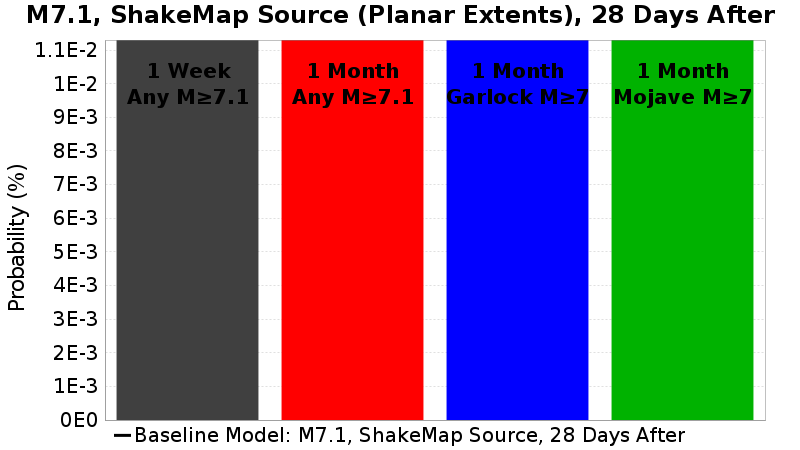 M7.1, ShakeMap Source (Planar Extents), 28 Days After
Probability (%)
1.1E-2
1E-2
9E-3
8E-3
7E-3
6E-3
5E-3
4E-3
3E-3
2E-3
1E-3
0E0
1 Week
Any M≥7.1
1 Month
Any M≥7.1
1 Month
Garlock M≥7
1 Month
Mojave M≥7
Baseline Model: M7.1, ShakeMap Source, 28 Days After